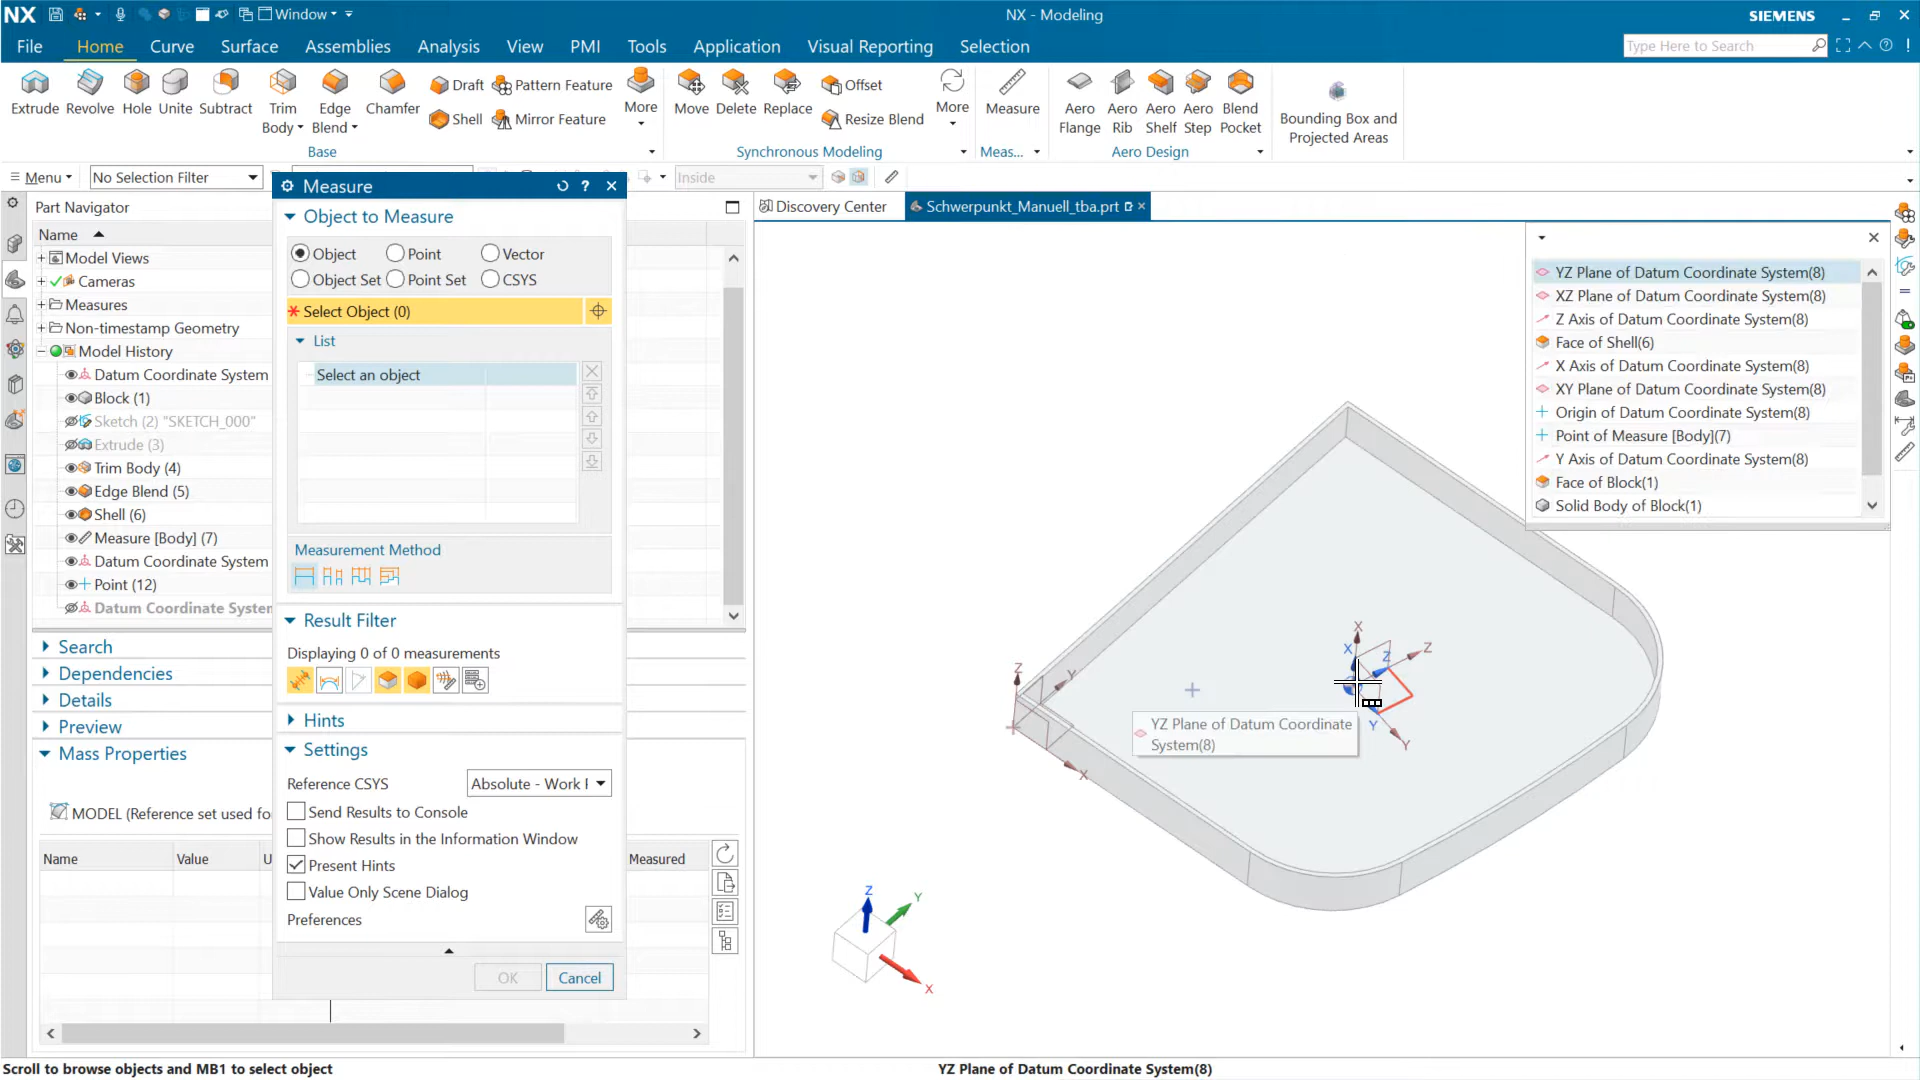 NX
Window
NX - Modeling
SIEMENS
File
Home
Curve
Surface
Assemblies
Analysis
View
PMI
Tools
Application
Visual Reporting
Selection
Type Here to Search
Extrude
Revolve
Hole
Unite
Subtract
Trim
Body
Edge
Blend
Chamfer
Draft
Shell
Pattern Feature
Mirror Feature
More
Move
Delete
Replace
Offset
Resize Blend
More
Measure
Aero
Flange
Aero
Rib
Aero
Shelf
Aero
Step
Blend
Pocket
Bounding Box and
Projected Areas
Base
Synchronous Modeling
Meas...
Aero Design
Menu
No Selection Filter
Inside
Part Navigator
Name
Model Views
Cameras
Measures
Non-timestamp Geometry
Model History
Datum Coordinate System
Block (1)
Sketch (2) "SKETCH_000"
Extrude (3)
Trim Body (4)
Edge Blend (5)
Shell (6)
Measure [Body] (7)
Datum Coordinate System
Point (12)
Datum Coordinate System
Search
Dependencies
Details
Preview
Mass Properties
MODEL (Reference set used fo
Name
Value
U
Measured
Measure
?
Object to Measure
Object
Point
Vector
Object Set
Point Set
CSYS
* Select Object (0)
List
Select an object
Measurement Method
Result Filter
Displaying 0 of 0 measurements
Hints
Settings
Reference CSYS
Absolute - Work
Send Results to Console
Show Results in the Information Window
Present Hints
Value Only Scene Dialog
Preferences
OK
Cancel
Discovery Center
Schwerpunkt_Manuell_tba.prt
YZ Plane of Datum Coordinate System(8)
XZ Plane of Datum Coordinate System(8)
Z Axis of Datum Coordinate System(8)
Face of Shell(6)
X Axis of Datum Coordinate System(8)
XY Plane of Datum Coordinate System(8)
Origin of Datum Coordinate System(8)
Point of Measure [Body](7)
Y Axis of Datum Coordinate System(8)
Face of Block(1)
Solid Body of Block(1)
X
X
Z
Z
Y
Y
Z
Y
X
YZ Plane of Datum Coordinate
System(8)
Z
Y
X
Scroll to browse objects and MB1 to select object
YZ Plane of Datum Coordinate System(8)